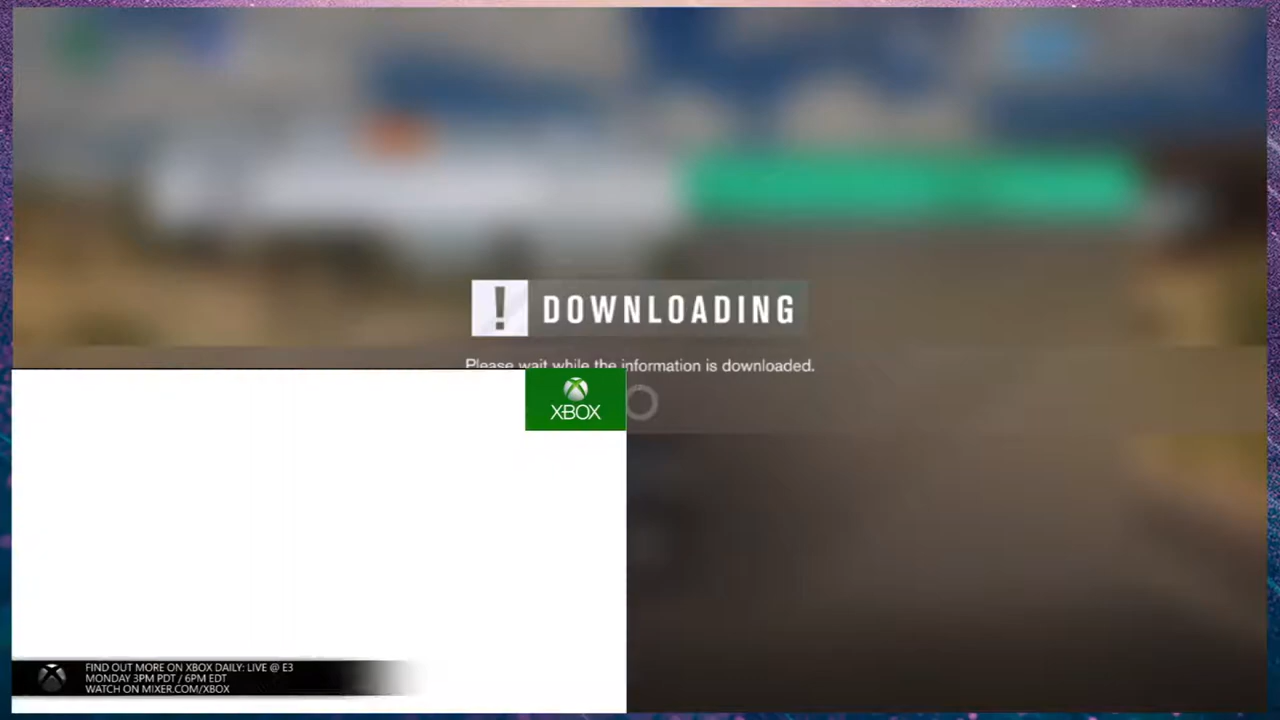 ! DOWNLOADING
Please wait while the information is downloaded.
XBOX
FIND OUT MORE ON XBOX DAILY: LIVE @ E3
MONDAY 3PM PDT / 6PM EDT
WATCH ON MIXER.COM/XBOX